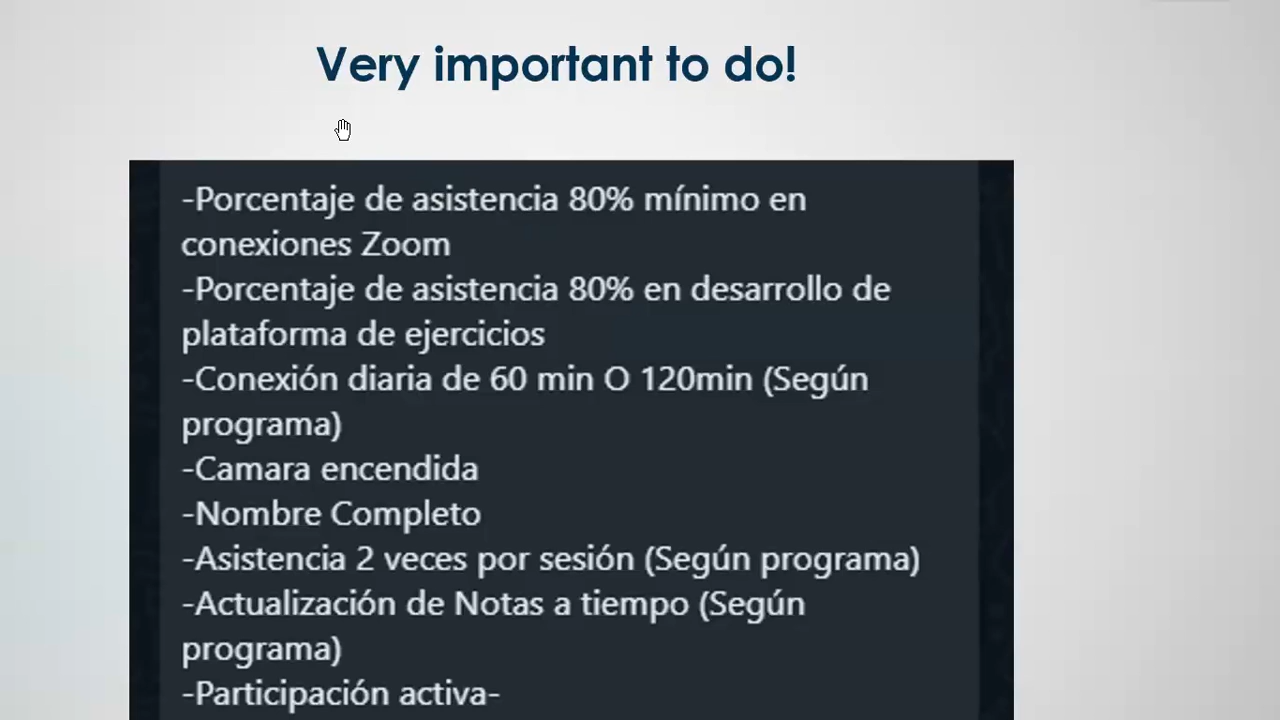 Very important to do!
-Porcentaje de asistencia 80% mínimo en
conexiones Zoom
-Porcentaje de asistencia 80% en desarrollo de
plataforma de ejercicios
-Conexión diaria de 60 min O 120min (Según
programa)
-Camara encendida
-Nombre Completo
-Asistencia 2 veces por sesión (Según programa)
-Actualización de Notas a tiempo (Según
programa)
-Participación activa-